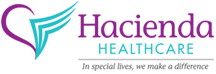 Hacienda
HEALTHCARE
In special lives, we make a difference